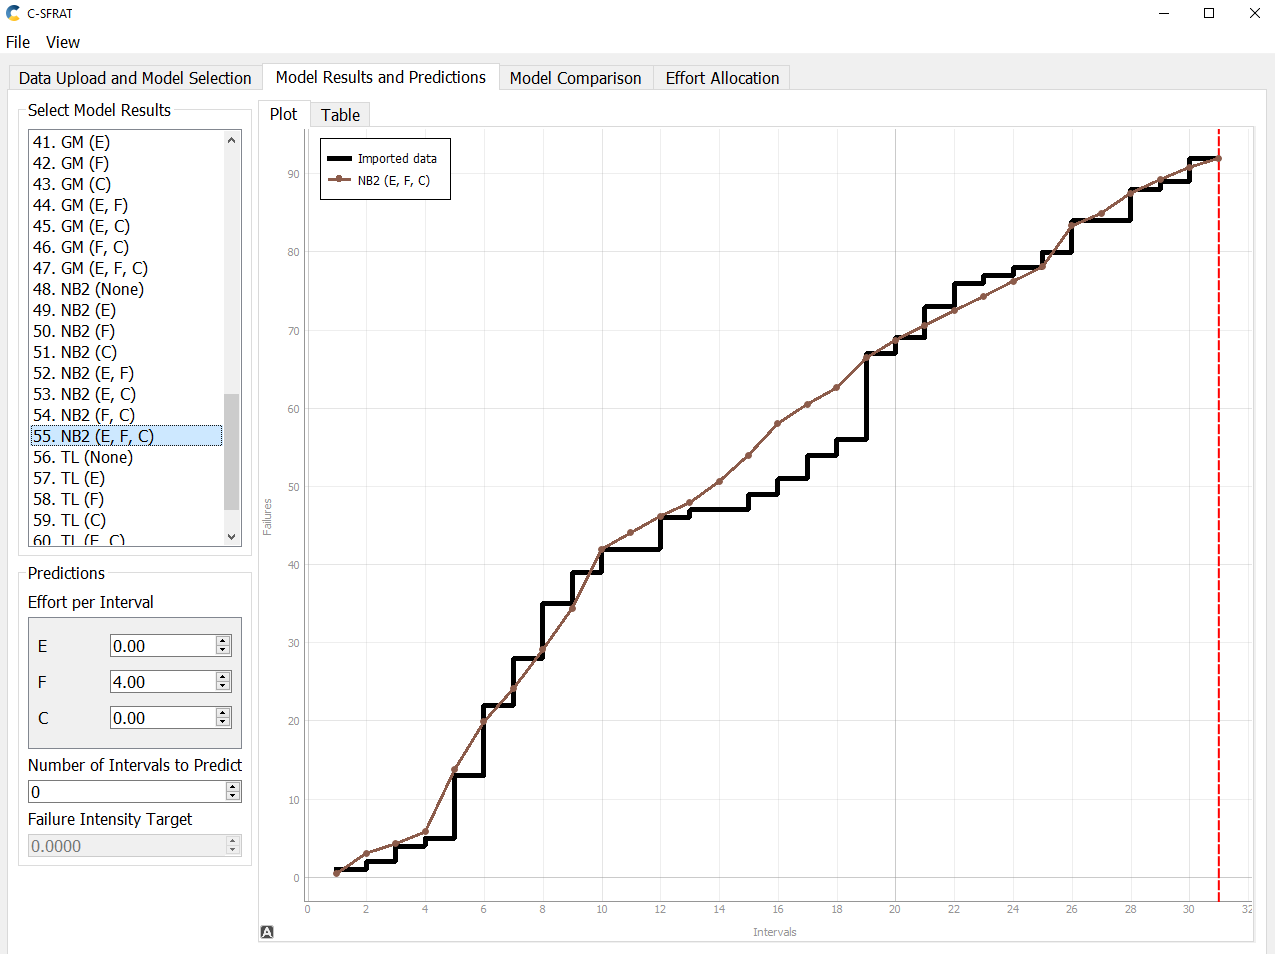 C-SFRAT
File View
Data Upload and Model Selection
Model Results and Predictions
Model Comparison
Effort Allocation
Select Model Results
41. GM (E)
42. GM (F)
43. GM (C)
44. GM (E, F)
45. GM (E, C)
46. GM (F, C)
47. GM (E, F, C)
48. NB2 (None)
49. NB2 (E)
50. NB2 (F)
51. NB2 (C)
52. NB2 (E, F)
53. NB2 (E, C)
54. NB2 (F, C)
55. NB2 (E, F, C)
56. TL (None)
57. TL (E)
58. TL (F)
59. TL (C)
60. TL (E, C)
Predictions
Effort per Interval
E 0.00
F 4.00
C 0.00
Number of Intervals to Predict
0
Failure Intensity Target
0.0000
Plot
Table
Imported data
NB2 (E, F, C)
90
80
70
60
50
40
30
20
10
0
Failures
0 2 4 6 8 10 12 14 16 18 20 22 24 26 28 30 32
Intervals
A